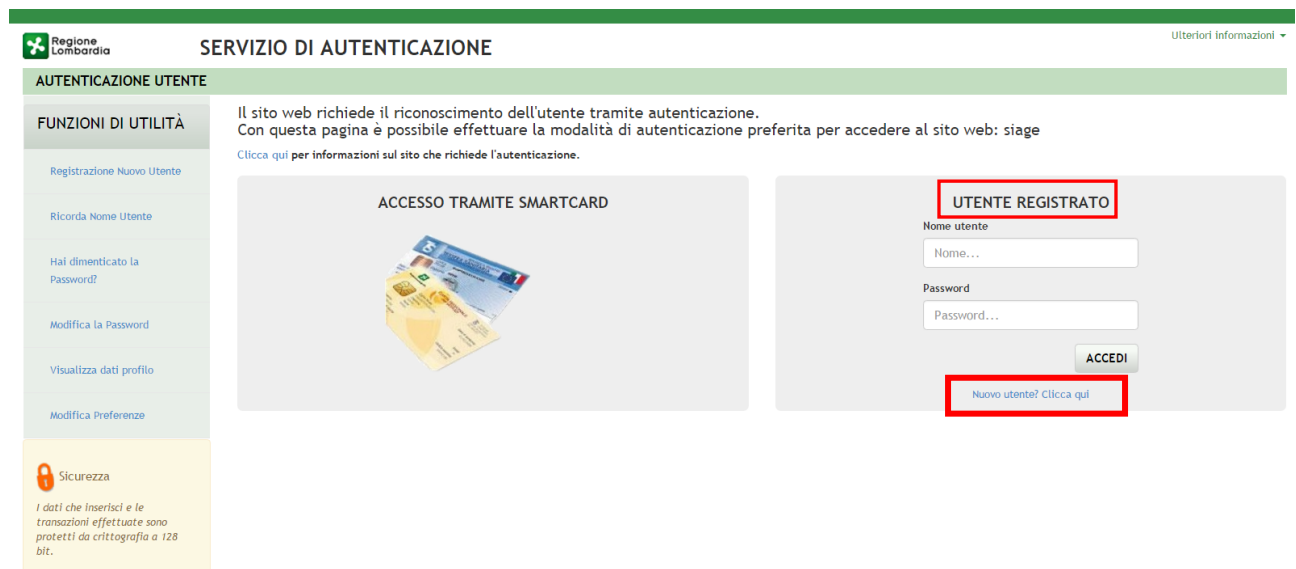 Regione
Lombardia
SERVIZIO DI AUTENTICAZIONE
Ulteriori informazioni
AUTENTICAZIONE UTENTE
FUNZIONI DI UTILITÀ
Registrazione Nuovo Utente
Ricorda Nome Utente
Hai dimenticato la
Password?
Modifica la Password
Visualizza dati profilo
Modifica Preferenze
Sicurezza
I dati che inserisci e le
transazioni effettuate sono
protetti da crittografia a 128
bit.
Il sito web richiede il riconoscimento dell'utente tramite autenticazione.
Con questa pagina è possibile effettuare la modalità di autenticazione preferita per accedere al sito web: siage
Clicca qui per informazioni sul sito che richiede l'autenticazione.
ACCESSO TRAMITE SMARTCARD
UTENTE REGISTRATO
Nome utente
Nome...
Password
Password...
ACCEDI
Nuovo utente? Clicca qui